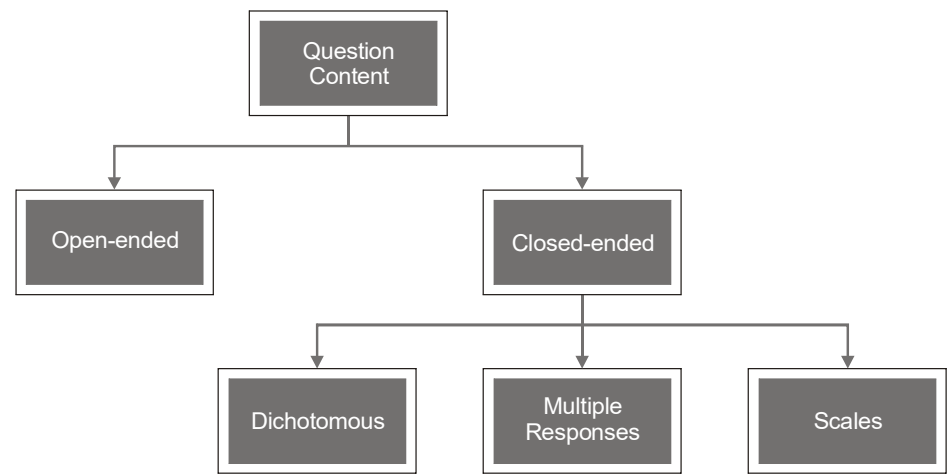 Question
Content
Open-ended
Closed-ended
Dichotomous
Multiple
Responses
Scales